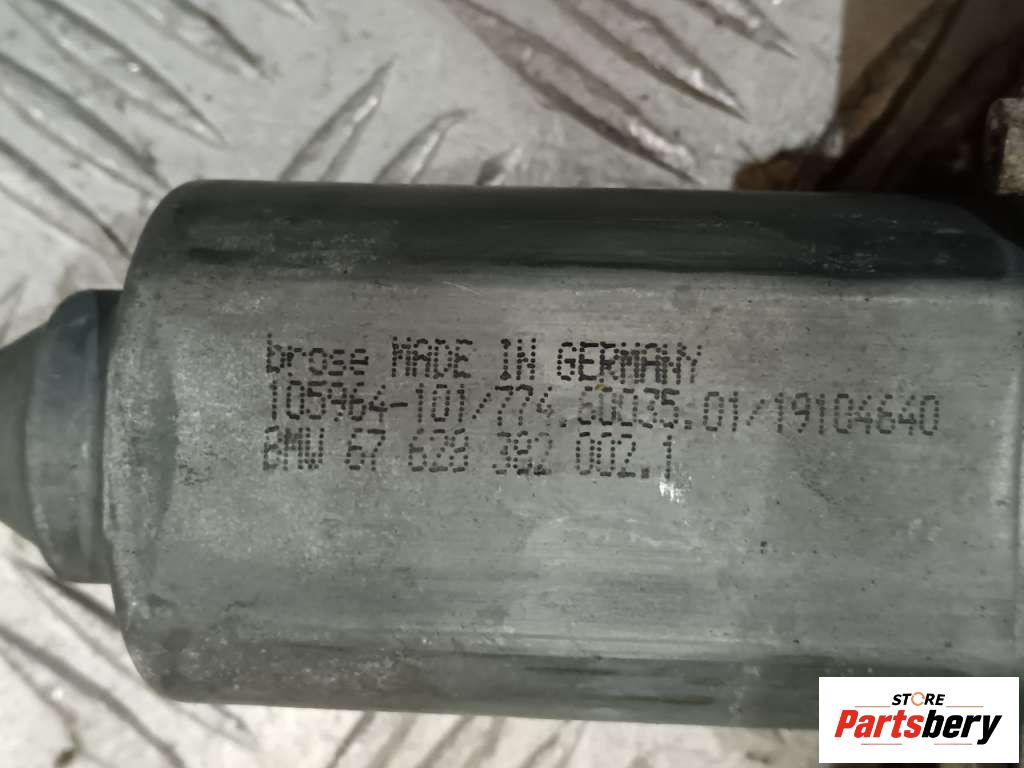 brose MADE IN GERMANY
105964-101/774.60035.01/19104640
BMW 67 628 382 002.1
STORE
Partsbery